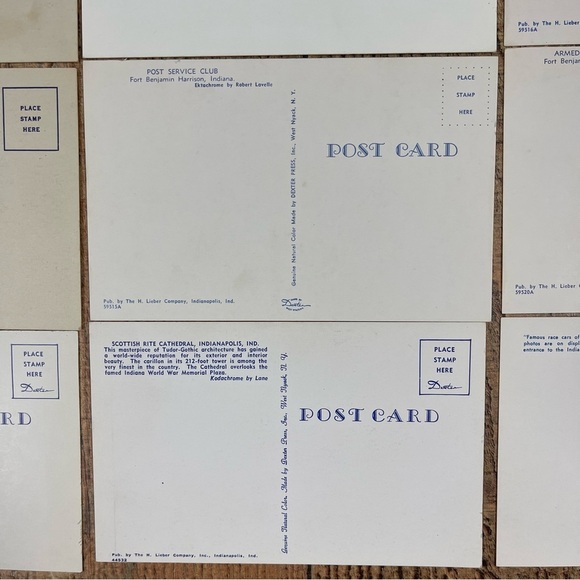 Pub. by The H. Lieber
59516A
PLACE
STAMP
HERE
POST SERVICE CLUB
Fort Benjamin Harrison, Indiana.
Ektachrome by Robert Lavelle
PLACE
STAMP
HERE
POST CARD
Genuine Natural Color Made by DEXTER PRESS, Inc., West Nyack, N. Y.
Pub. by The H. Lieber Company, Indianapolis, Ind.
59515A
Dexter
ARMED
Fort Ben
Pub. by The H. Lieber
59520A
PLACE
STAMP
HERE
Dexter
RD
SCOTTISH RITE CATHEDRAL, INDIANAPOLIS, IND.
This masterpiece of Tudor-Gothic architecture has gained
a world-wide reputation for its exterior and interior
beauty. The carillon in its 212-foot tower is among the
very finest in the country. The Cathedral overlooks the
famed Indiana World War Memorial Plaza.
Kodachrome by Lane
PLACE
STAMP
HERE
Dexter
POST CARD
Genuine Natural Color. Made by Dexter Press, Inc., West Nyack, N. Y.
Pub. by The H. Lieber Company, Inc., Indianapolis, Ind.
44938
"Famous race cars of
photos are on displ
entrance to the India